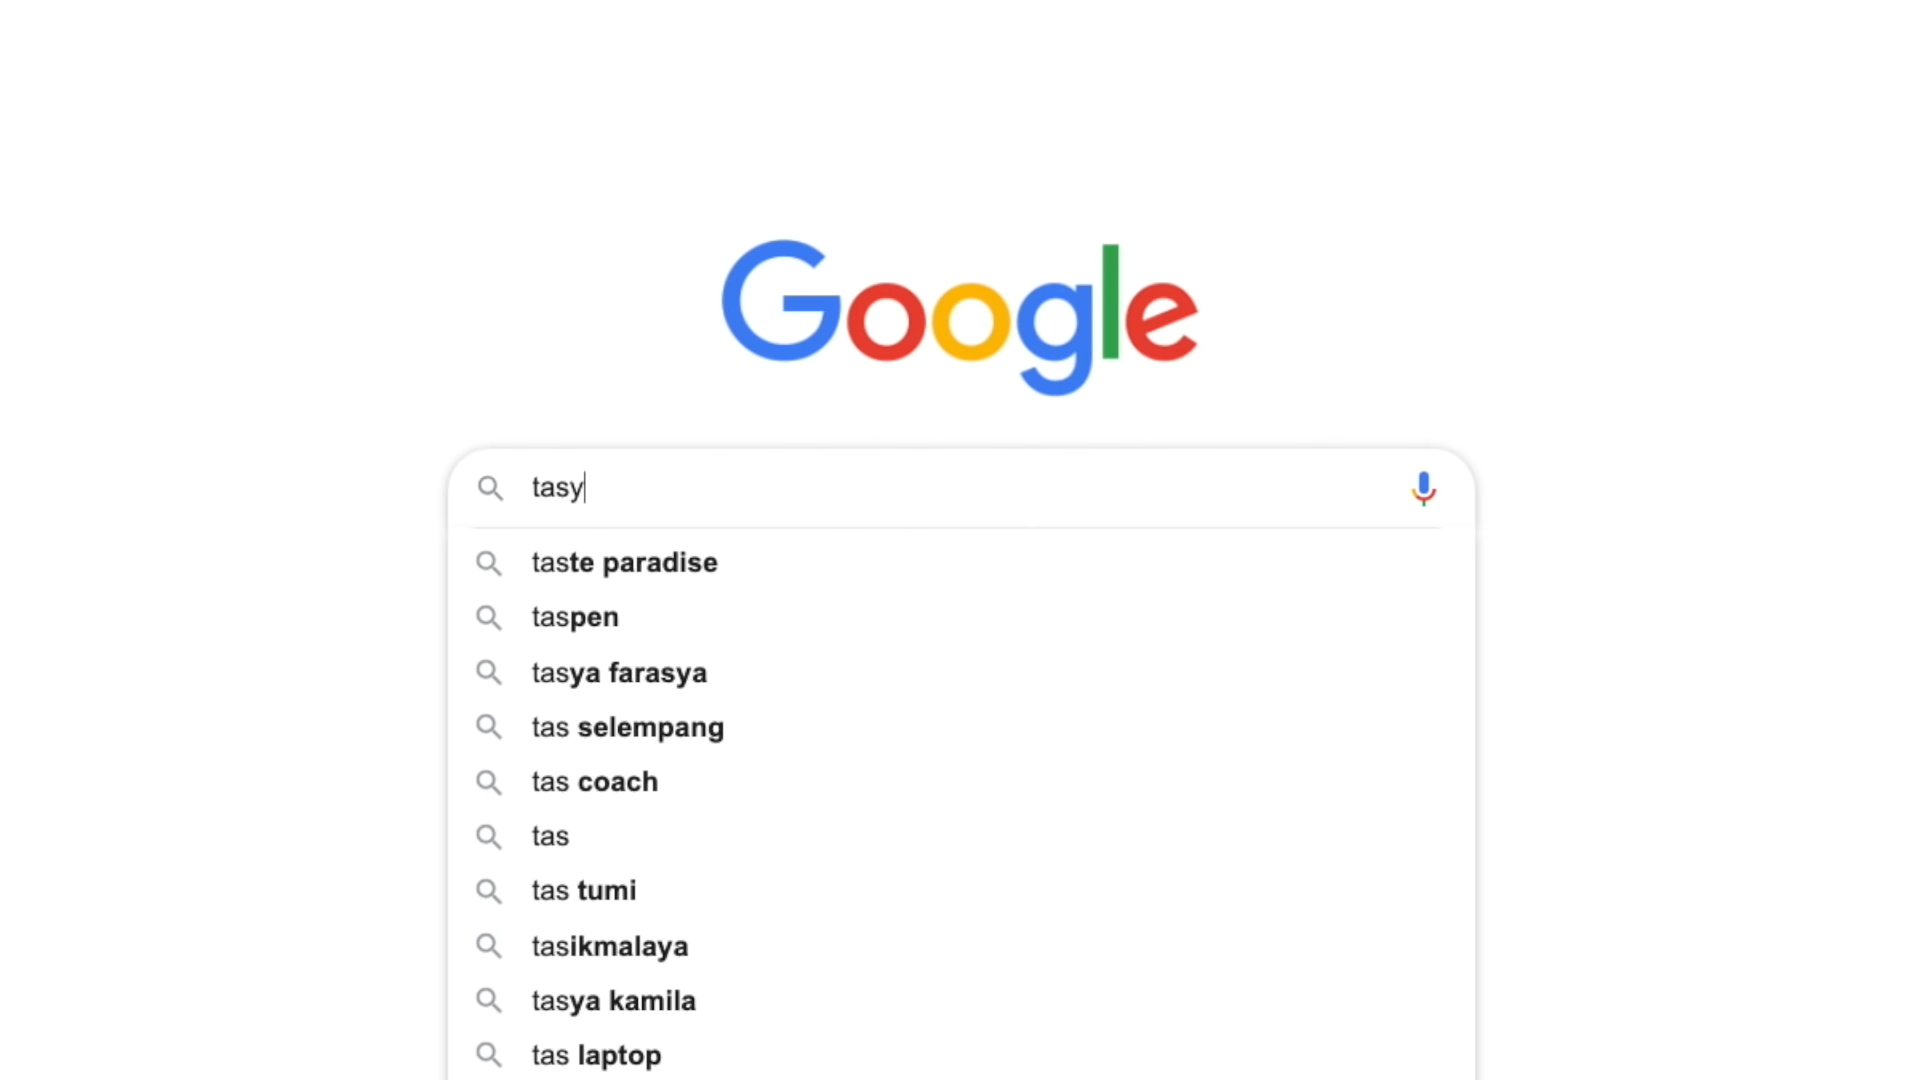 Google
tasy
taste paradise
taspen
tasya farasya
tas selempang
tas coach
tas
tas tumi
tasikmalaya
tasya kamila
tas laptop